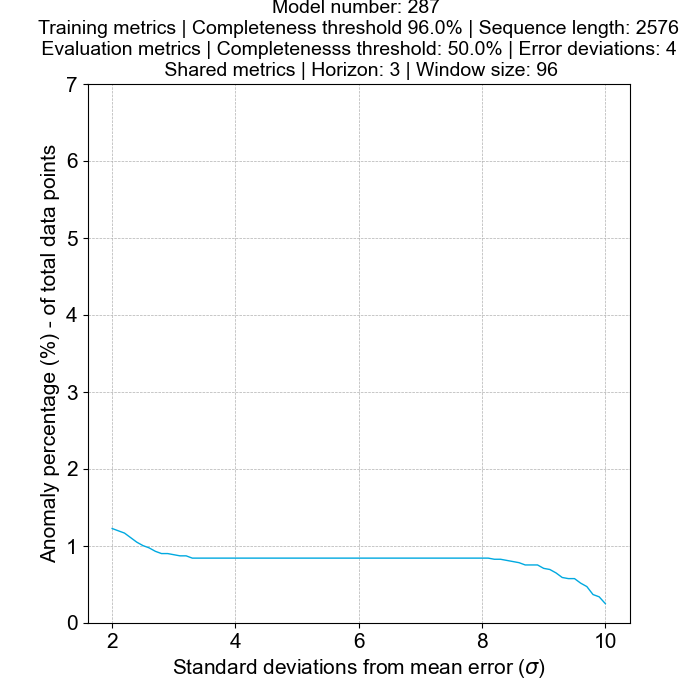 Model number: 287
Training metrics | Completeness threshold 96.0% | Sequence length: 2576
Evaluation metrics | Completenesss threshold: 50.0% | Error deviations: 4
Shared metrics | Horizon: 3 | Window size: 96
7
6
5
4
3
2
1
0
Anomaly percentage (%) - of total data points
2 4 6 8 10
Standard deviations from mean error (σ)